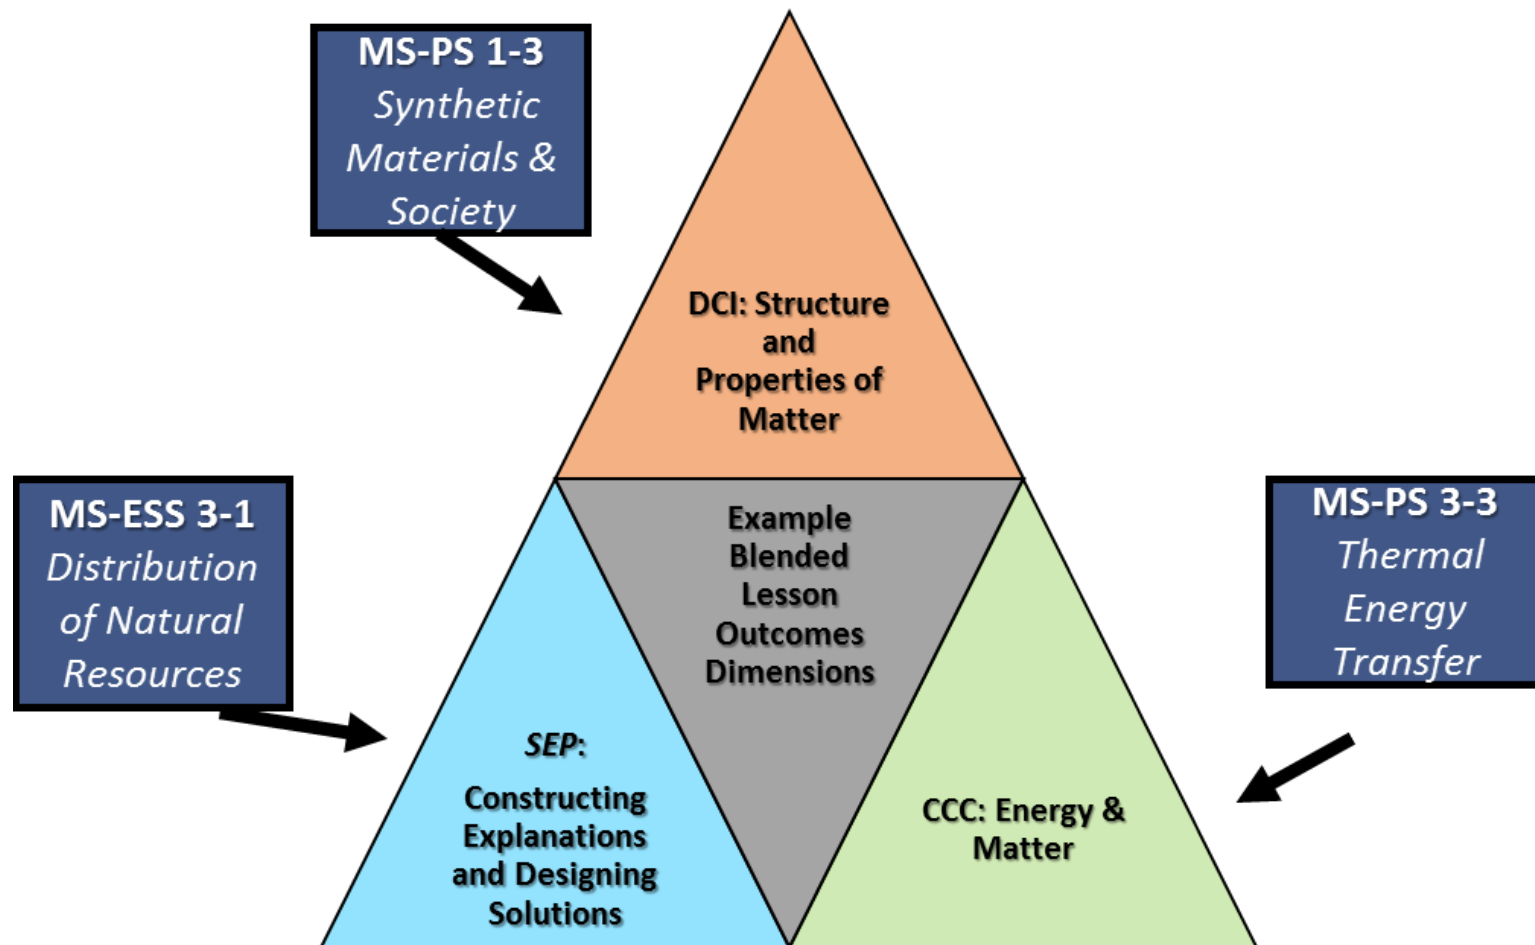 MS-PS 1-3
Synthetic
Materials &
Society
DCI: Structure
and
Properties of
Matter
MS-ESS 3-1
Distribution
of Natural
Resources
Example
Blended
Lesson
Outcomes
Dimensions
MS-PS 3-3
Thermal
Energy
Transfer
SEP:
Constructing
Explanations
and Designing
Solutions
CCC: Energy &
Matter